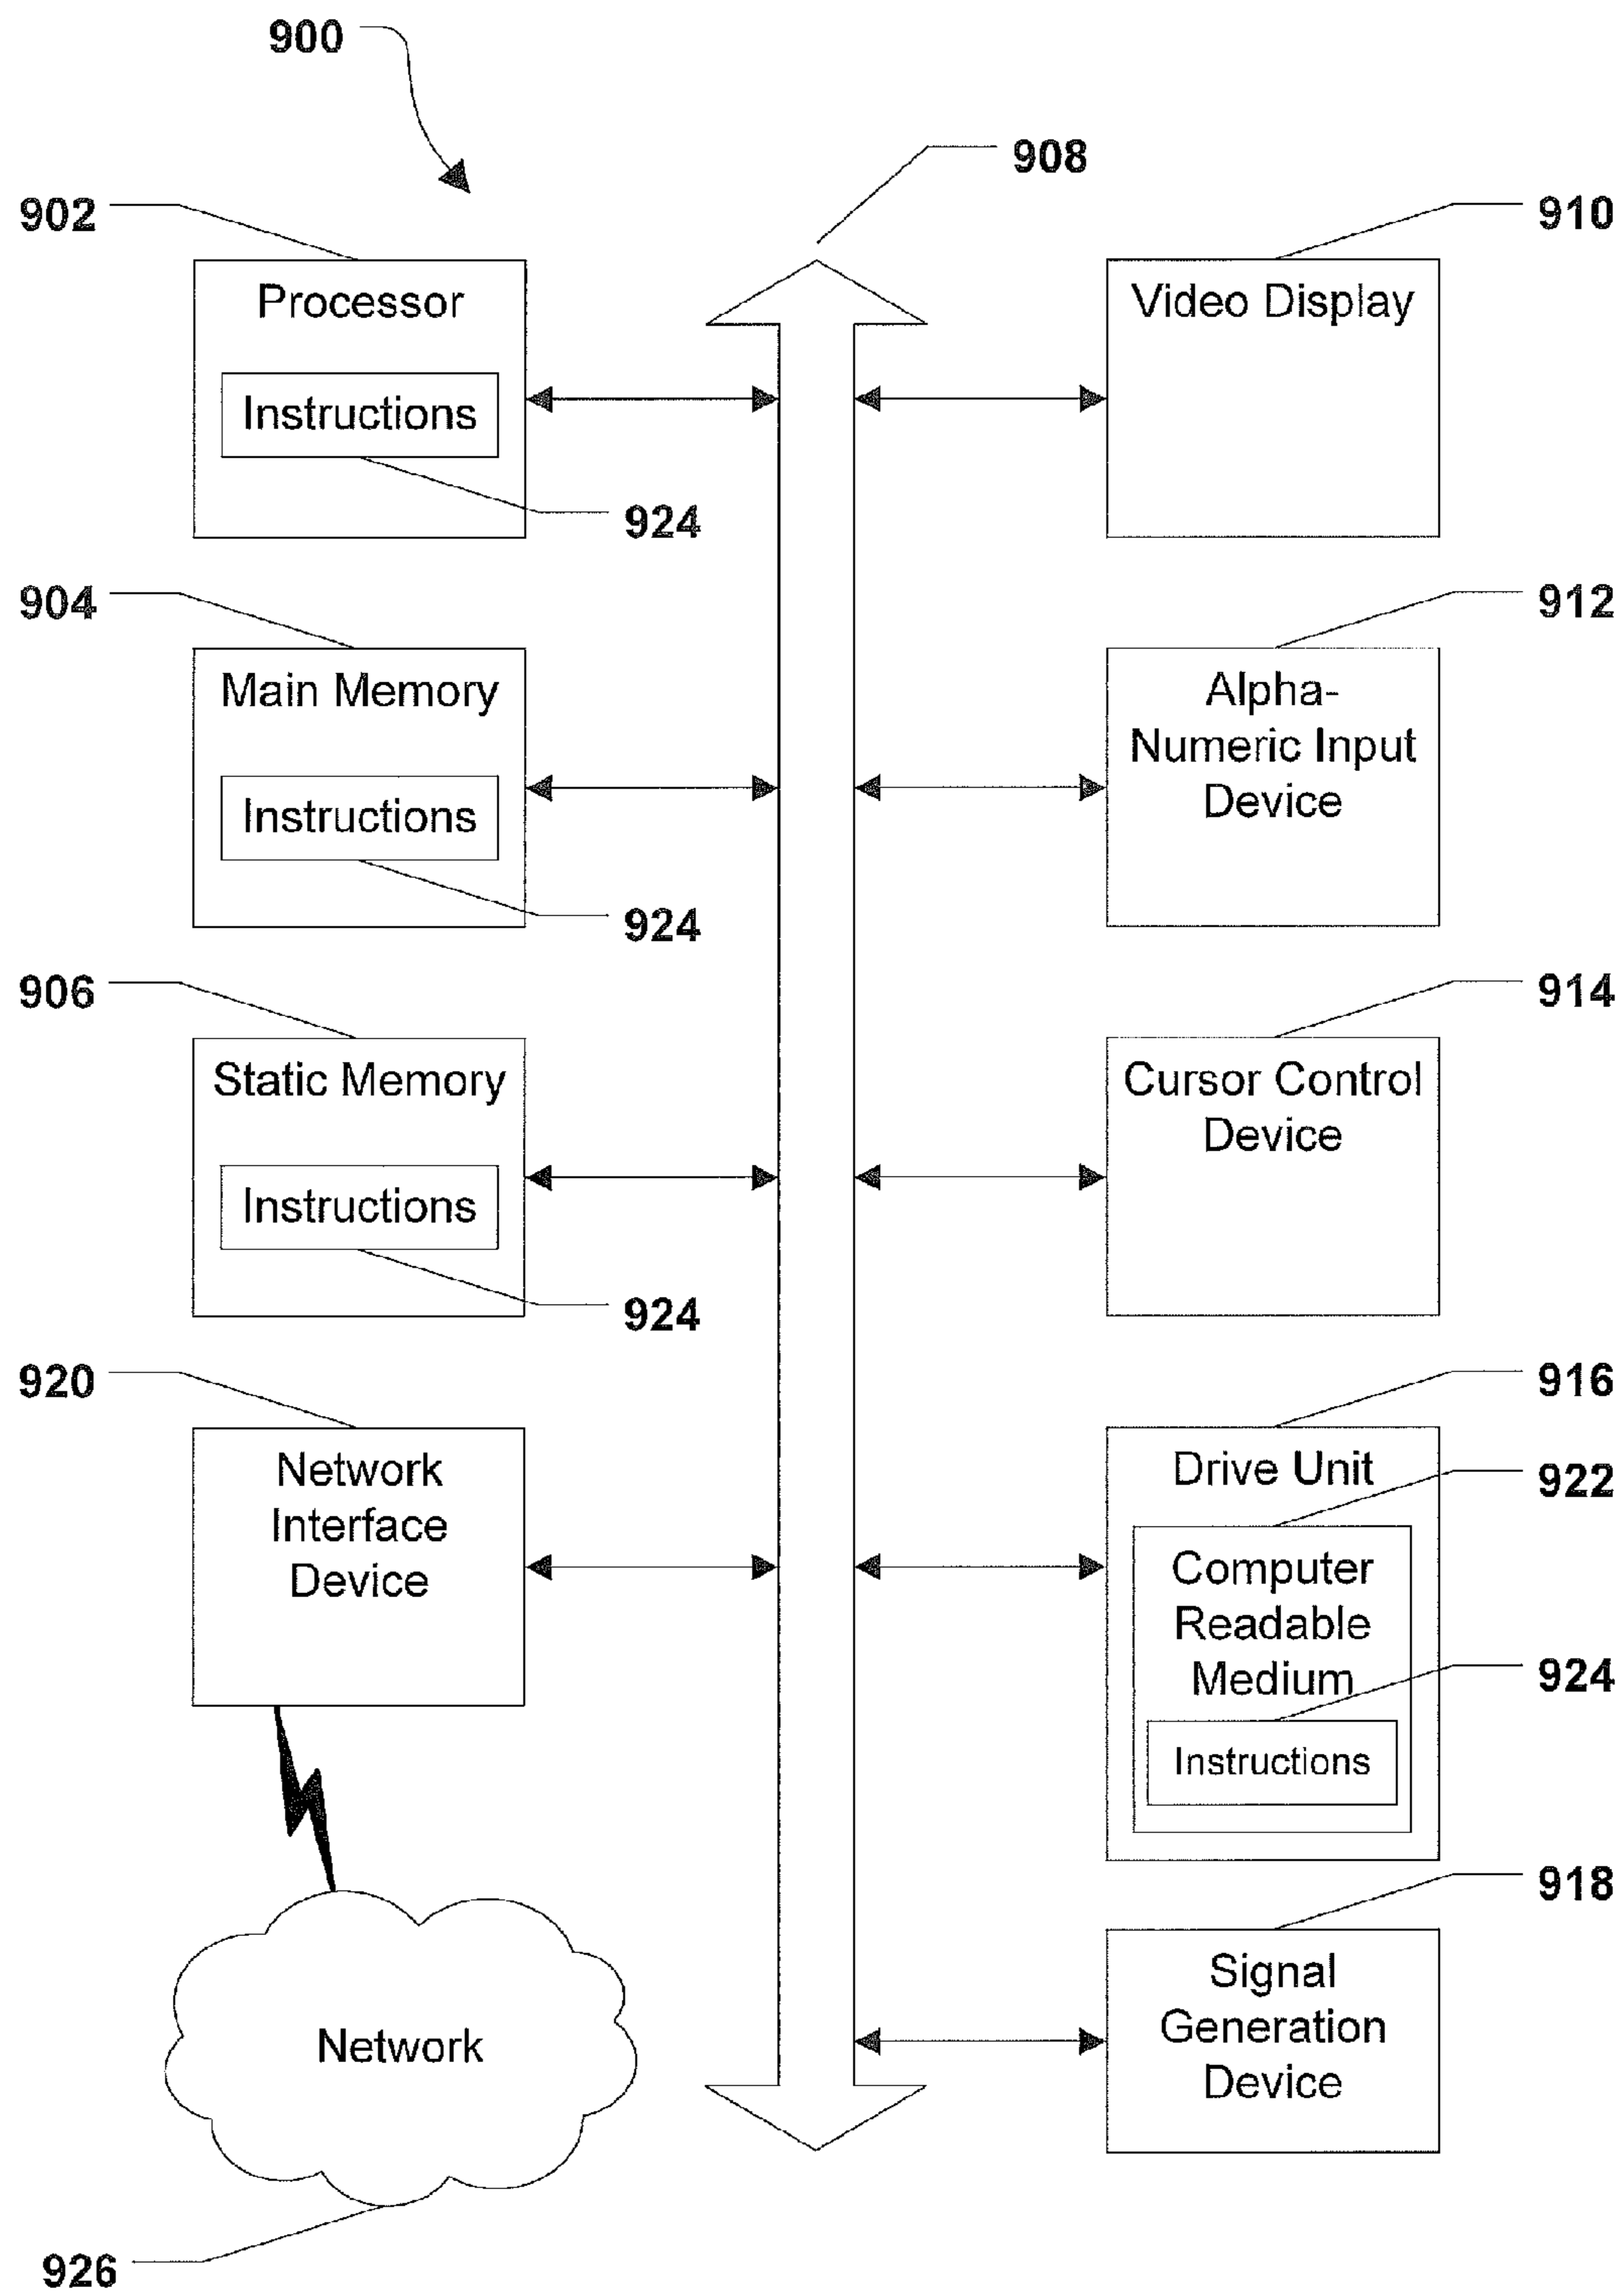 900
908
902
910
Processor
Video Display
Instructions
924
904
912
Main Memory
Alpha-
Numeric Input
Device
Instructions
924
906
914
Static Memory
Cursor Control
Device
Instructions
924
920
916
Network
Interface
Device
Drive Unit
922
Computer
Readable
Medium
924
Instructions
918
Signal
Generation
Device
Network
926